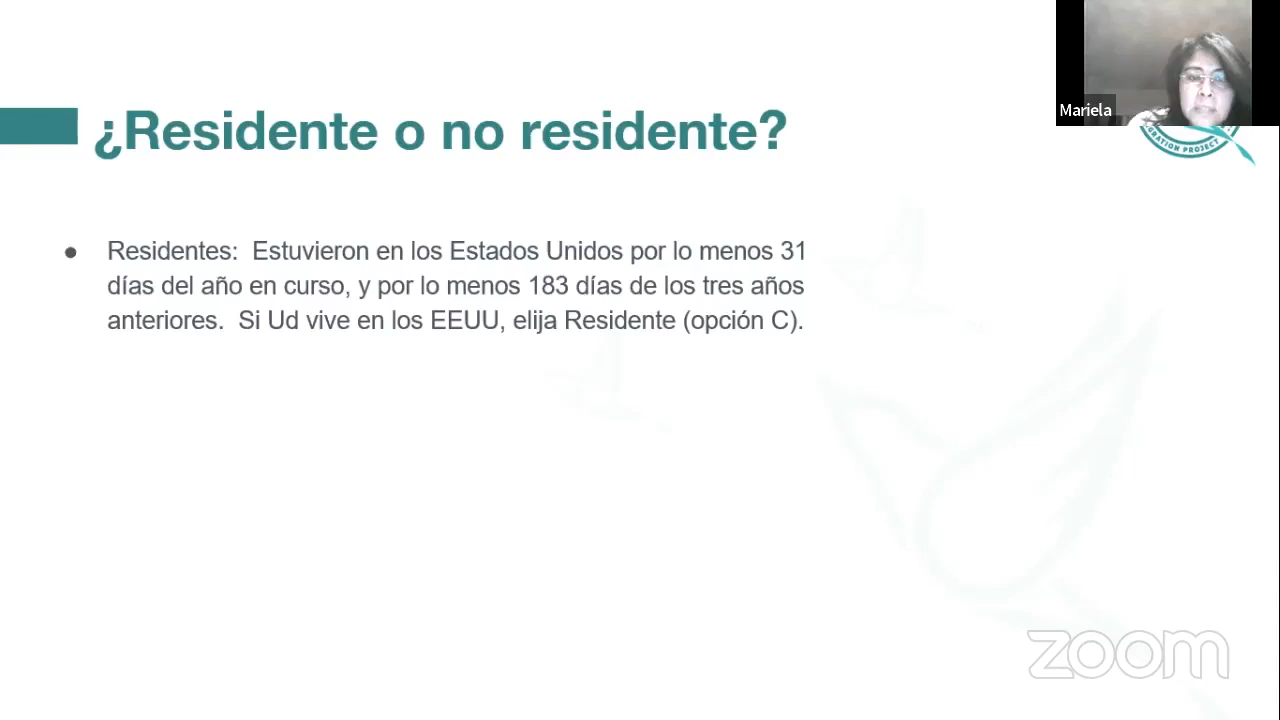 ¿Residente o no residente?
Mariela
GRATION PROJECT
● Residentes: Estuvieron en los Estados Unidos por lo menos 31
días del año en curso, y por lo menos 183 días de los tres años
anteriores. Si Ud vive en los EEUU, elija Residente (opción C).
zoom